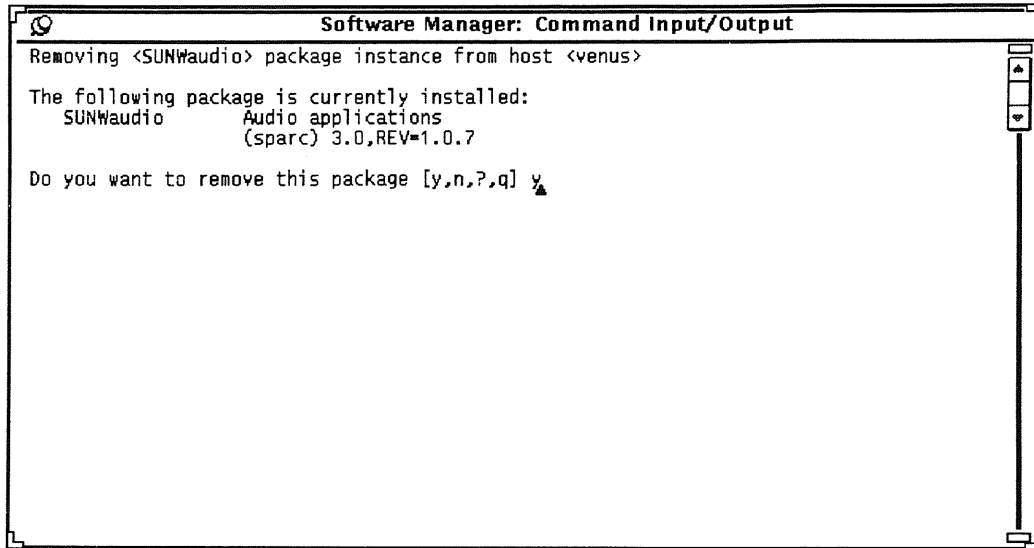 Software Manager: Command Input/Output
Removing <SUNWaudio> package instance from host <venus>
The following package is currently installed:
SUNWaudio Audio applications
(sparc) 3.0,REV=1.0.7
Do you want to remove this package [y,n,?,q] y